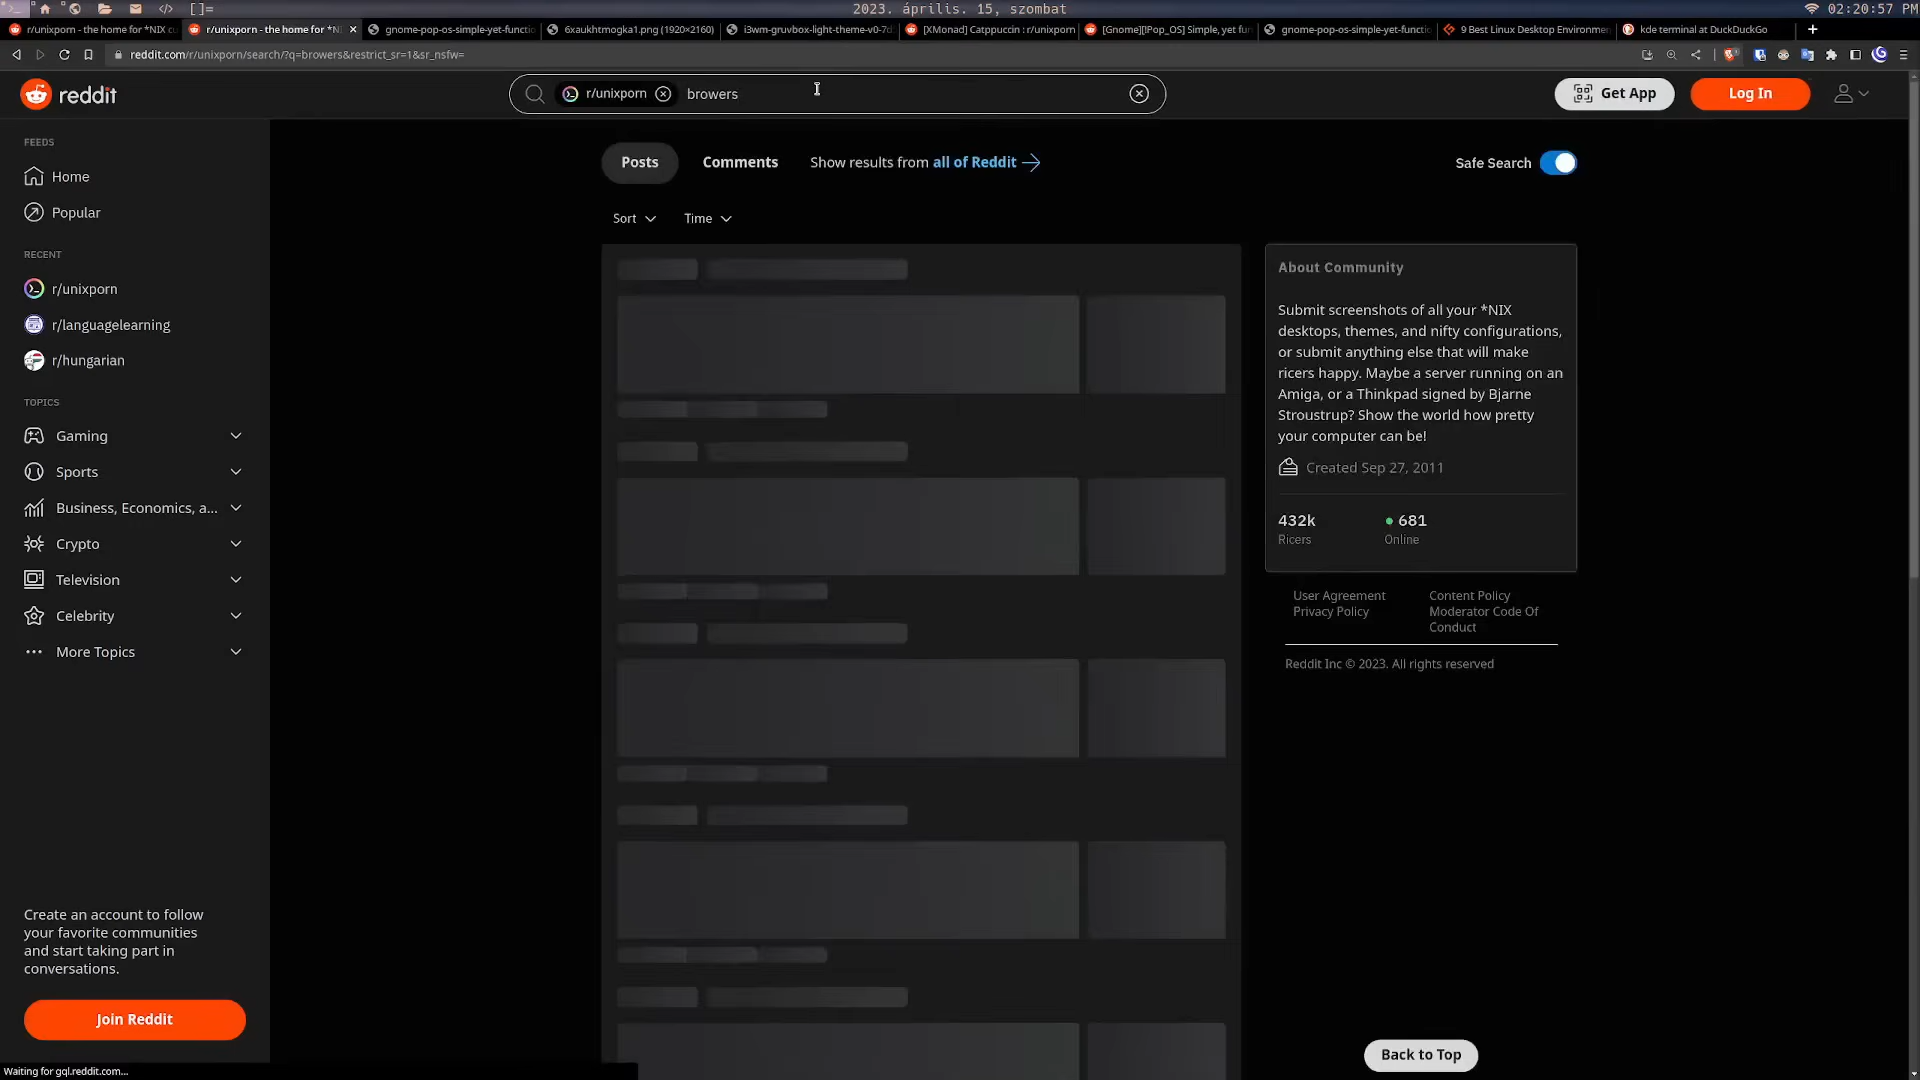 []=
2023. április. 15, szombat
02:20:57 PM
r/unixporn - the home for *NIX cu
r/unixporn - the home for *NI
gnome-pop-os-simple-yet-functio
6xaukhtmogka1.png (1920×2160)
i3wm-gruvbox-light-theme-v0-7d
[XMonad] Catppuccin : r/unixporn
[Gnome][!Pop_OS] Simple, yet fun
gnome-pop-os-simple-yet-functio
9 Best Linux Desktop Environmen
kde terminal at DuckDuckGo
reddit.com/r/unixporn/search/?q=browers&restrict_sr=1&sr_nsfw=
reddit
r/unixporn
browers
Get App
Log In
FEEDS
Home
Popular
RECENT
r/unixporn
r/languagelearning
r/hungarian
TOPICS
Gaming
Sports
Business, Economics, a...
Crypto
Television
Celebrity
More Topics
Create an account to follow
your favorite communities
and start taking part in
conversations.
Join Reddit
Posts
Comments
Show results from all of Reddit
Safe Search
Sort
Time
About Community
Submit screenshots of all your *NIX
desktops, themes, and nifty configurations,
or submit anything else that will make
ricers happy. Maybe a server running on an
Amiga, or a Thinkpad signed by Bjarne
Stroustrup? Show the world how pretty
your computer can be!
Created Sep 27, 2011
432k
681
Ricers
Online
User Agreement
Privacy Policy
Content Policy
Moderator Code Of
Conduct
Reddit Inc © 2023. All rights reserved
Back to Top
Waiting for gql.reddit.com...